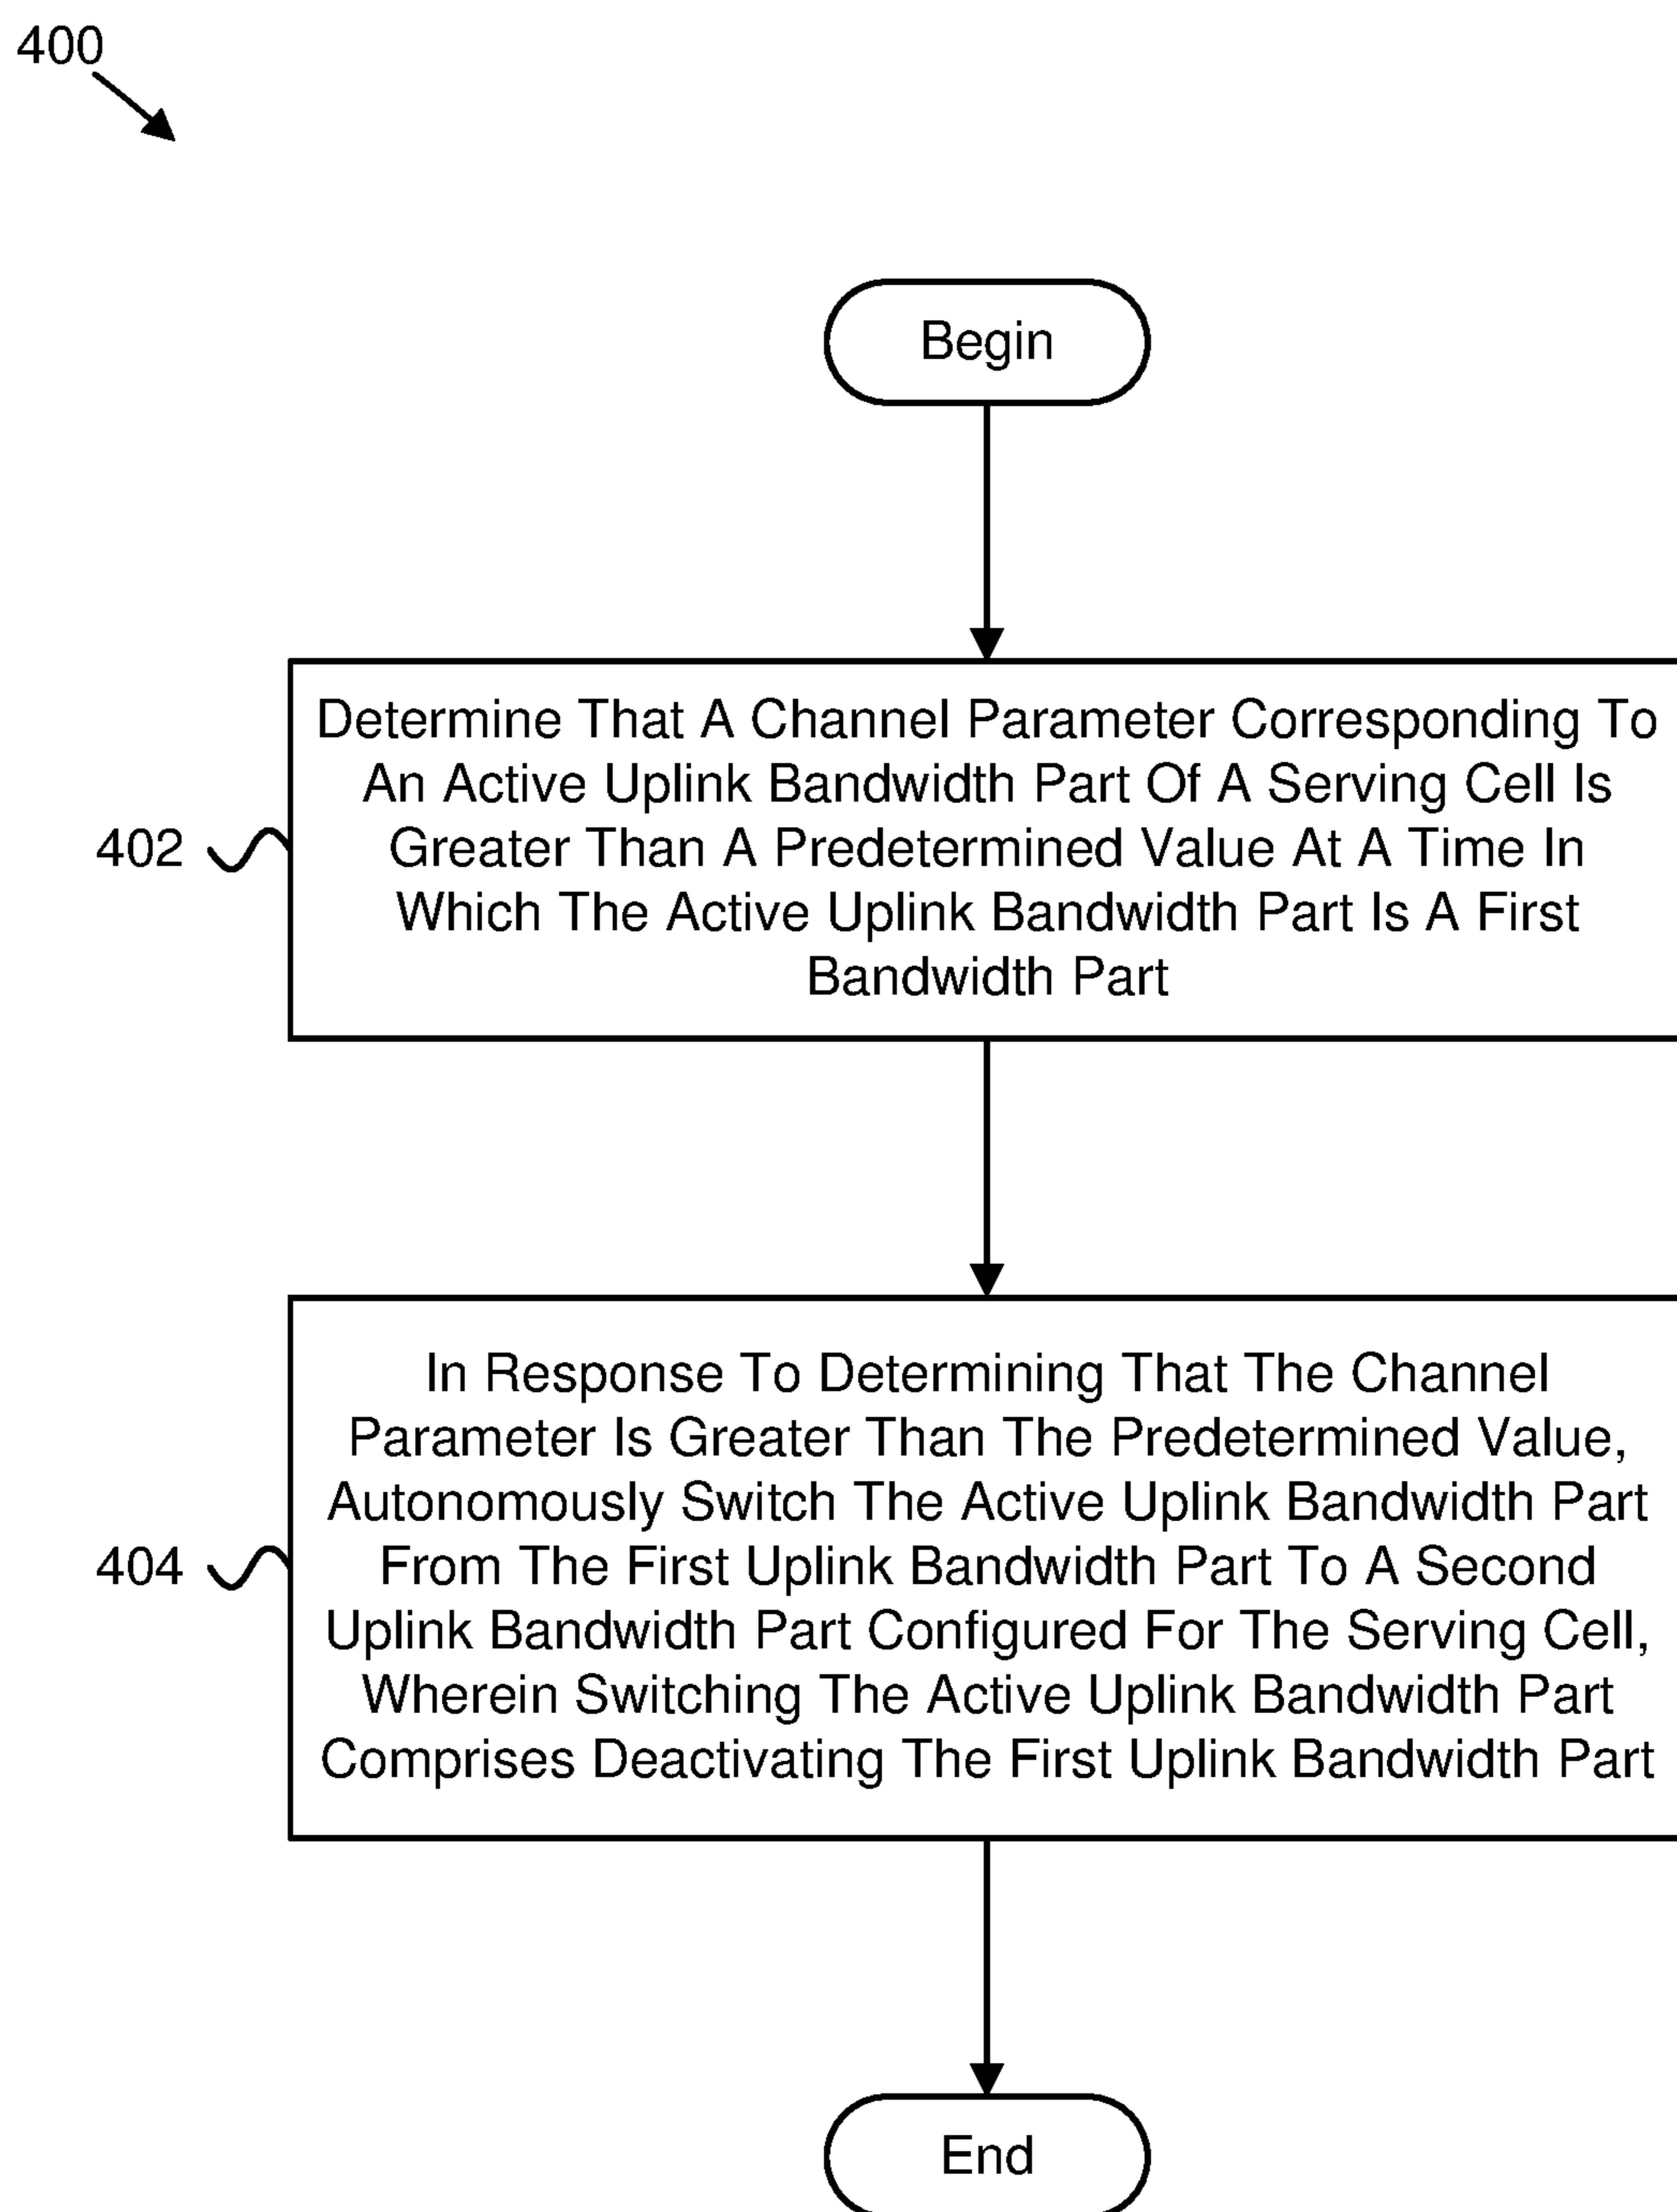 400
Begin
Determine That A Channel Parameter Corresponding To
An Active Uplink Bandwidth Part Of A Serving Cell Is
Greater Than A Predetermined Value At A Time In
Which The Active Uplink Bandwidth Part Is A First
Bandwidth Part
402
In Response To Determining That The Channel
Parameter Is Greater Than The Predetermined Value,
Autonomously Switch The Active Uplink Bandwidth Part
From The First Uplink Bandwidth Part To A Second
Uplink Bandwidth Part Configured For The Serving Cell,
Wherein Switching The Active Uplink Bandwidth Part
Comprises Deactivating The First Uplink Bandwidth Part
404
End